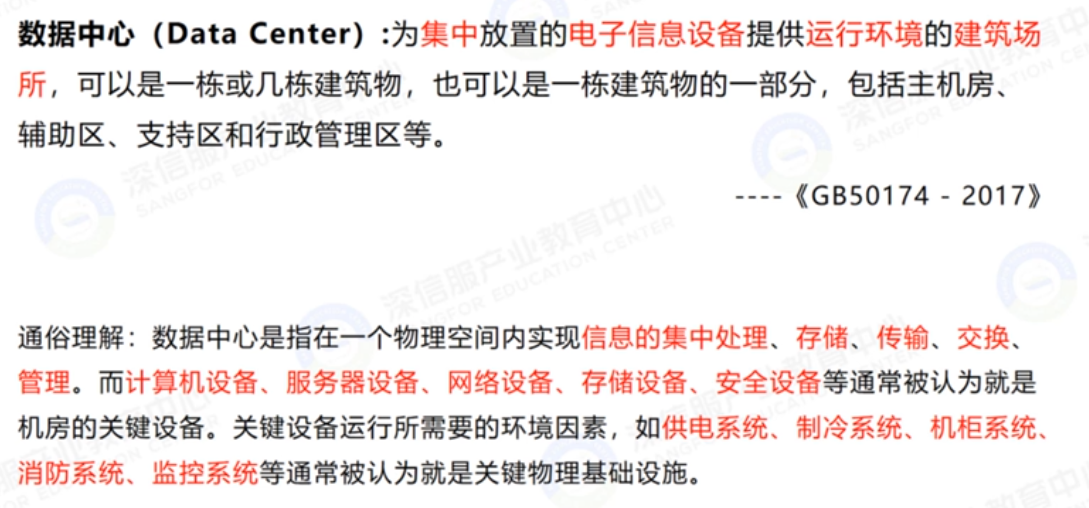 数据中心（Data Center）:为集中放置的电子信息设备提供运行环境的建筑场
所，可以是一栋或几栋建筑物，也可以是一栋建筑物的一部分，包括主机房、
辅助区、支持区和行政管理区等。
----《GB50174 - 2017》
通俗理解：数据中心是指在一个物理空间内实现信息的集中处理、存储、传输、交换、
管理。而计算机设备、服务器设备、网络设备、存储设备、安全设备等通常被认为就是
机房的关键设备。关键设备运行所需要的环境因素，如供电系统、制冷系统、机柜系统、
消防系统、监控系统等通常被认为就是关键物理基础设施。
深信服产业教育中心
SANGFOR EDUCATION CENTER